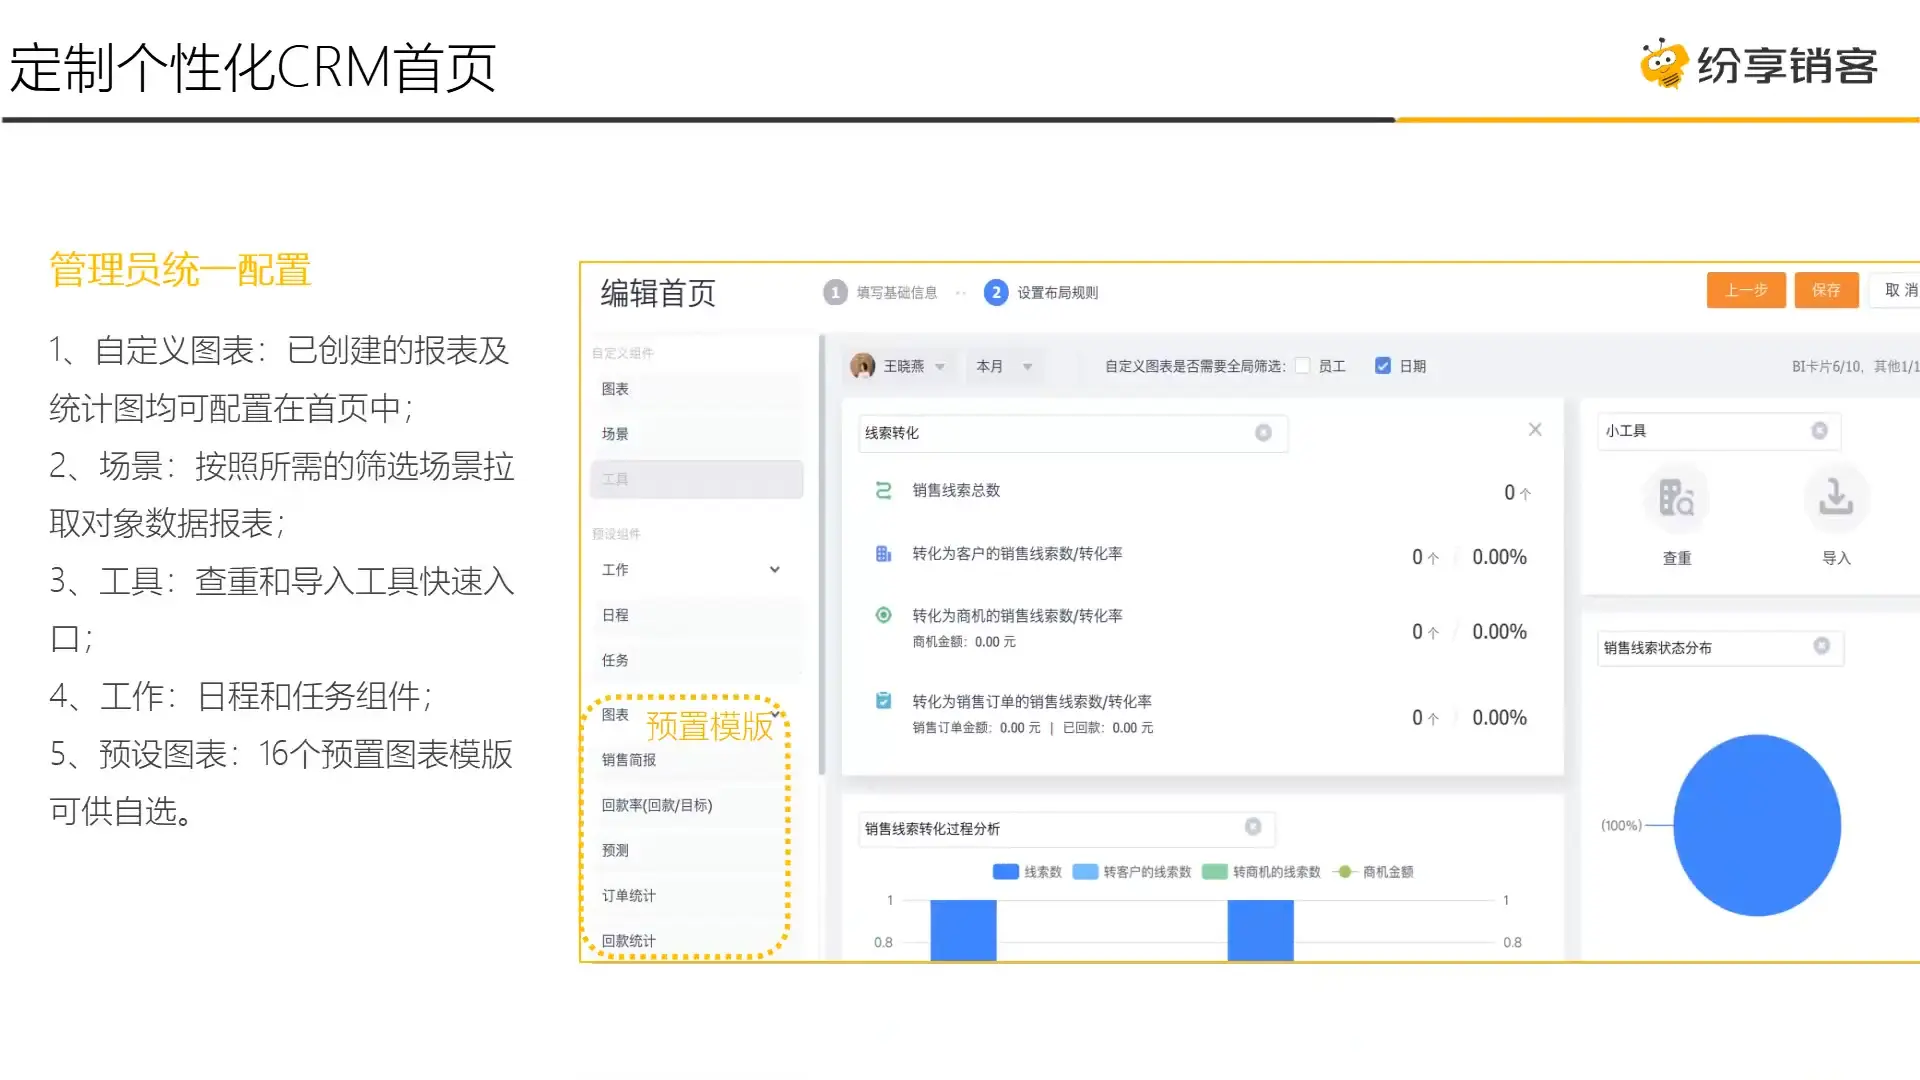 定制个性化CRM首页
纷享销客
管理员统一配置
1、自定义图表：已创建的报表及
统计图均可配置在首页中；
2、场景：按照所需的筛选场景拉
取对象数据报表；
3、工具：查重和导入工具快速入
口；
4、工作：日程和任务组件；
5、预设图表：16个预置图表模版
可供自选。
编辑首页
1 填写基础信息
2 设置布局规则
上一步
保存
取消
自定义组件
图表
场景
工具
预设组件
工作
日程
任务
图表
预置模版
销售简报
回款率(回款/目标)
预测
订单统计
回款统计
王晓燕
本月
自定义图表是否需要全局筛选：
员工
日期
BI卡片6/10，其他1/1
线索转化
销售线索总数
0个
转化为客户的销售线索数/转化率
0个 / 0.00%
转化为商机的销售线索数/转化率
商机金额：0.00 元
0个 / 0.00%
转化为销售订单的销售线索数/转化率
销售订单金额：0.00 元 | 已回款：0.00 元
0个 / 0.00%
销售线索转化过程分析
线索数
转客户的线索数
转商机的线索数
商机金额
1
1
0.8
0.8
小工具
查重
导入
销售线索状态分布
(100%)